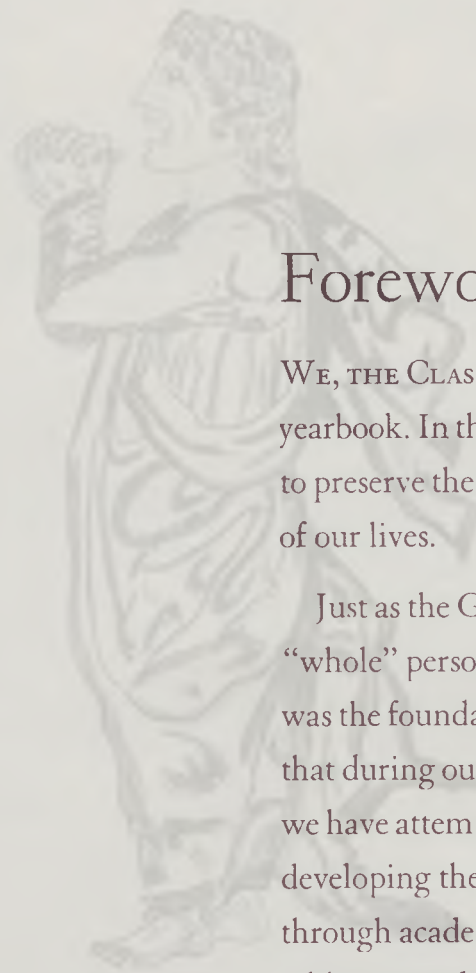 Forewo
WE, THE CLAS
yearbook. In th
to preserve the
of our lives.
Just as the G
“whole” perso
was the founda
that during ou
we have attem
developing the
through acade